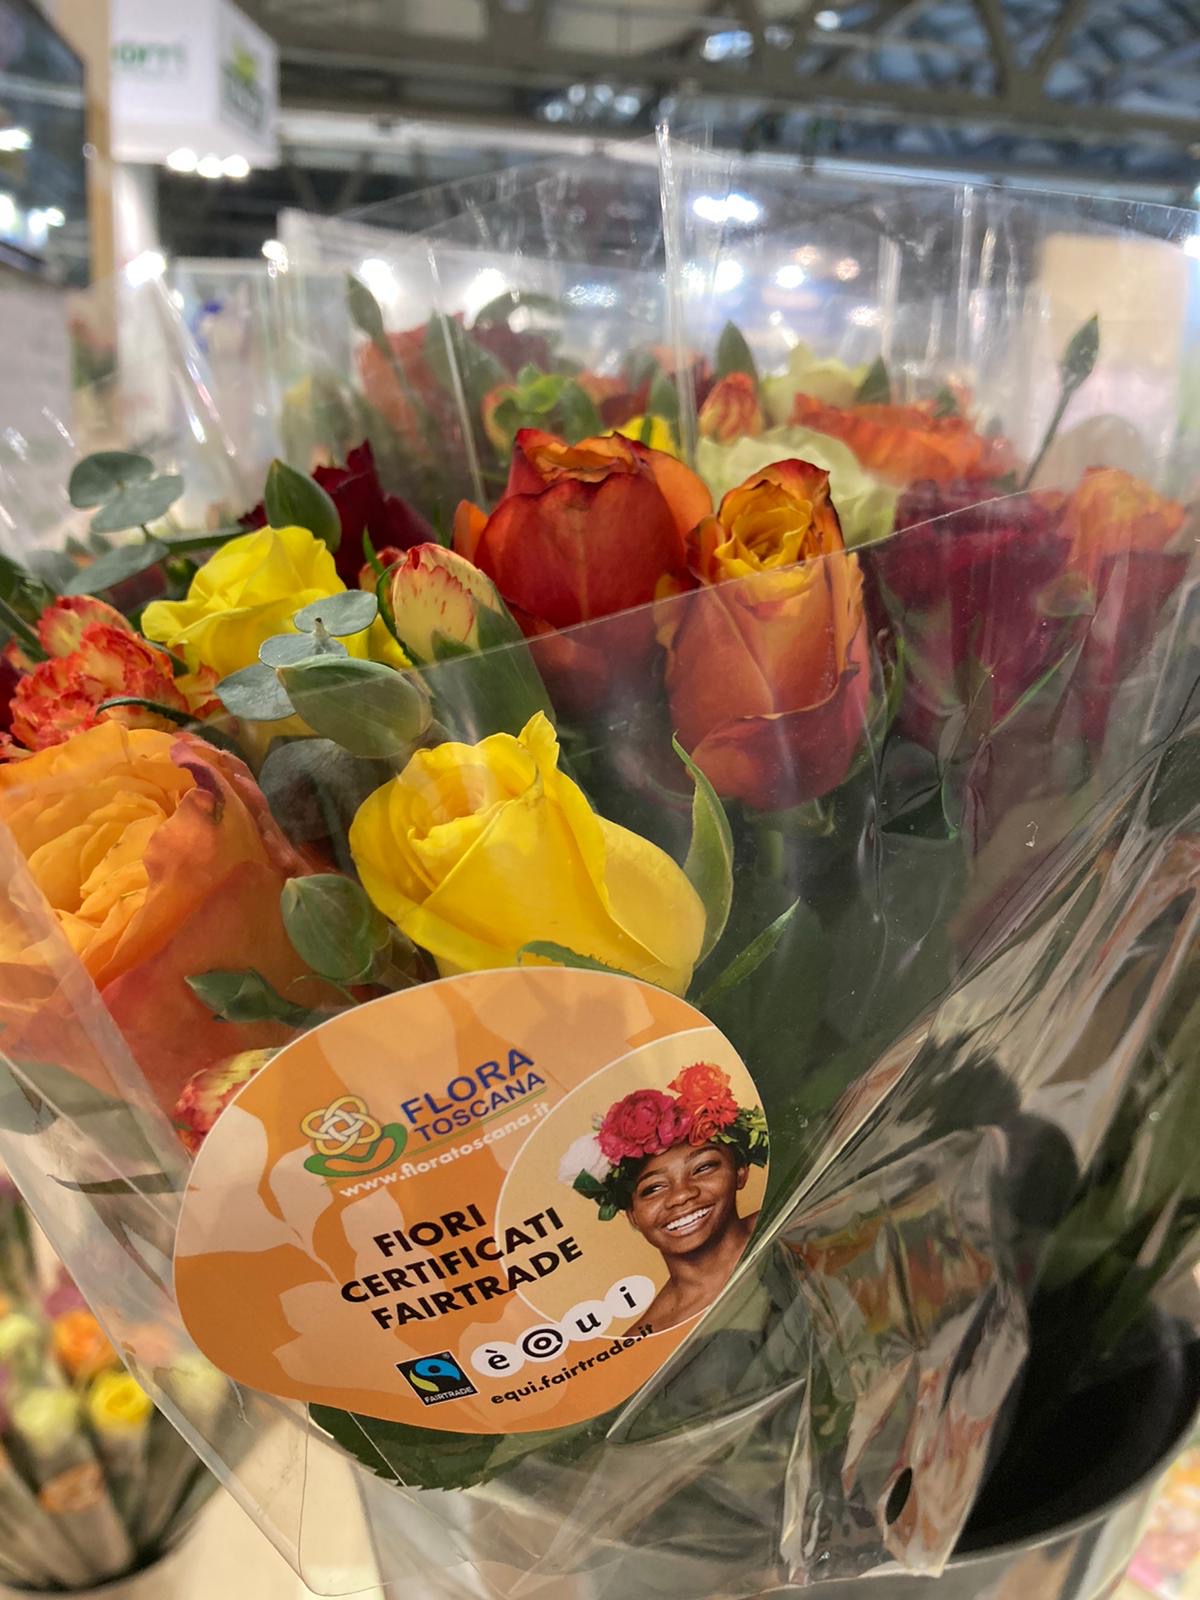 FLORA
TOSCANA
www.floratoscana.it
FIORI
CERTIFICATI
FAIRTRADE
è@ui
FAIRTRADE
equi.fairtrade.it